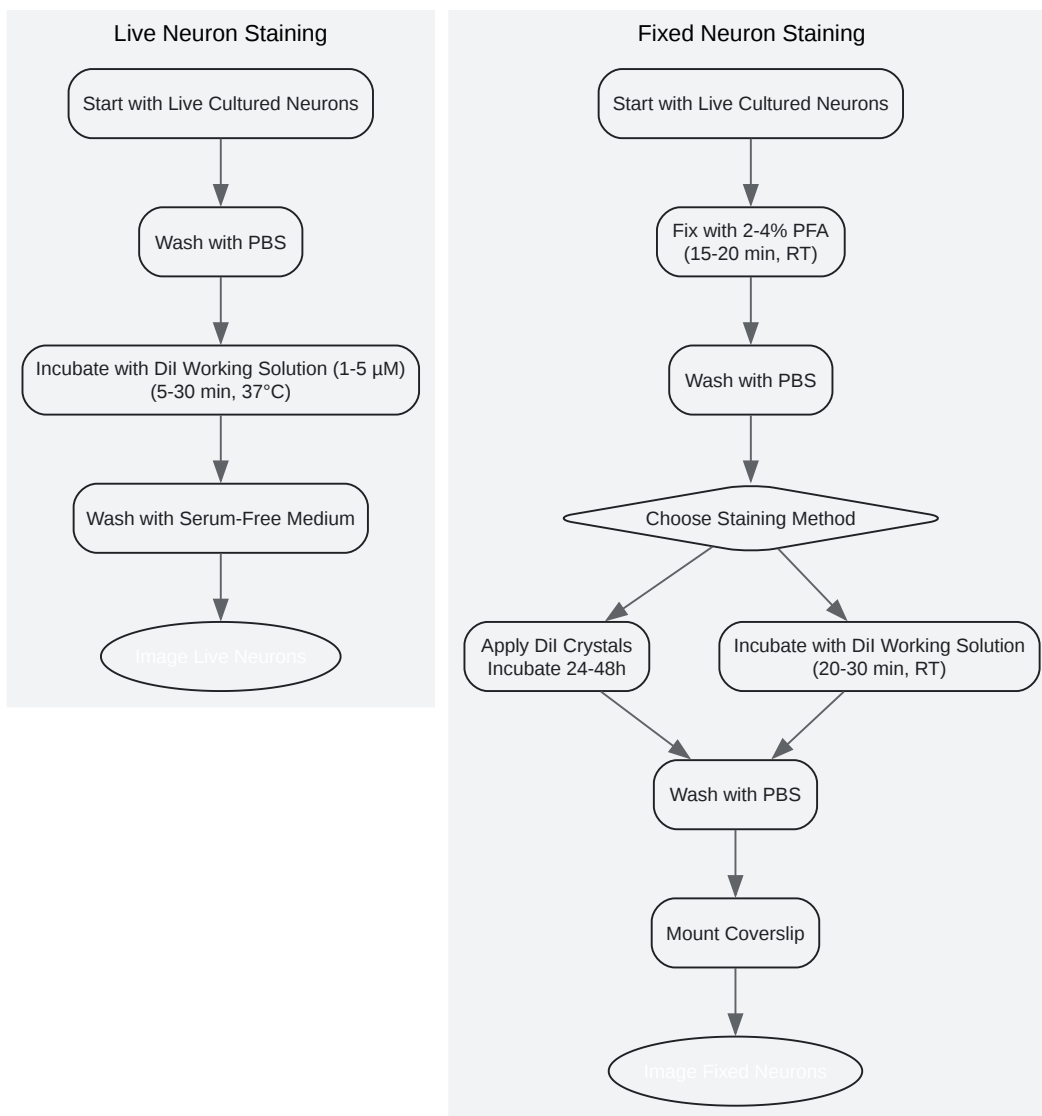 Live Neuron Staining
Start with Live Cultured Neurons
Wash with PBS
Incubate with DiI Working Solution (1-5 µM)
(5-30 min, 37°C)
Wash with Serum-Free Medium
Image Live Neurons
Fixed Neuron Staining
Start with Live Cultured Neurons
Fix with 2-4% PFA
(15-20 min, RT)
Wash with PBS
Choose Staining Method
Apply DiI Crystals
Incubate 24-48h
Incubate with DiI Working Solution
(20-30 min, RT)
Wash with PBS
Mount Coverslip
Image Fixed Neurons